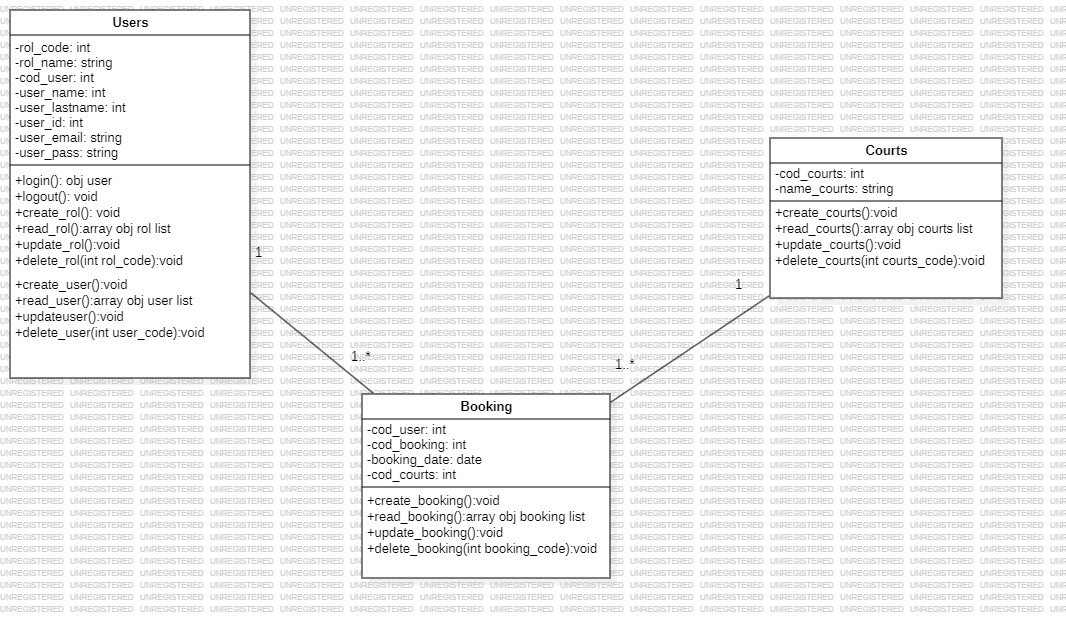 Users
-rol_code: int
-rol_name: string
-cod_user: int
-user_name: int
-user_lastname: int
-user_id: int
-user_email: string
-user_pass: string
+login(): obj user
+logout(): void
+create_rol(): void
+read_rol():array obj rol list
+update_rol():void
+delete_rol(int rol_code):void
+create_user():void
+read_user():array obj user list
+updateuser():void
+delete_user(int user_code):void
1
1..*
Courts
-cod_courts: int
-name_courts: string
+create_courts():void
+read_courts():array obj courts list
+update_courts():void
+delete_courts(int courts_code):void
1
1..*
Booking
-cod_user: int
-cod_booking: int
-booking_date: date
-cod_courts: int
+create_booking():void
+read_booking():array obj booking list
+update_booking():void
+delete_booking(int booking_code):void
UNREGISTERED